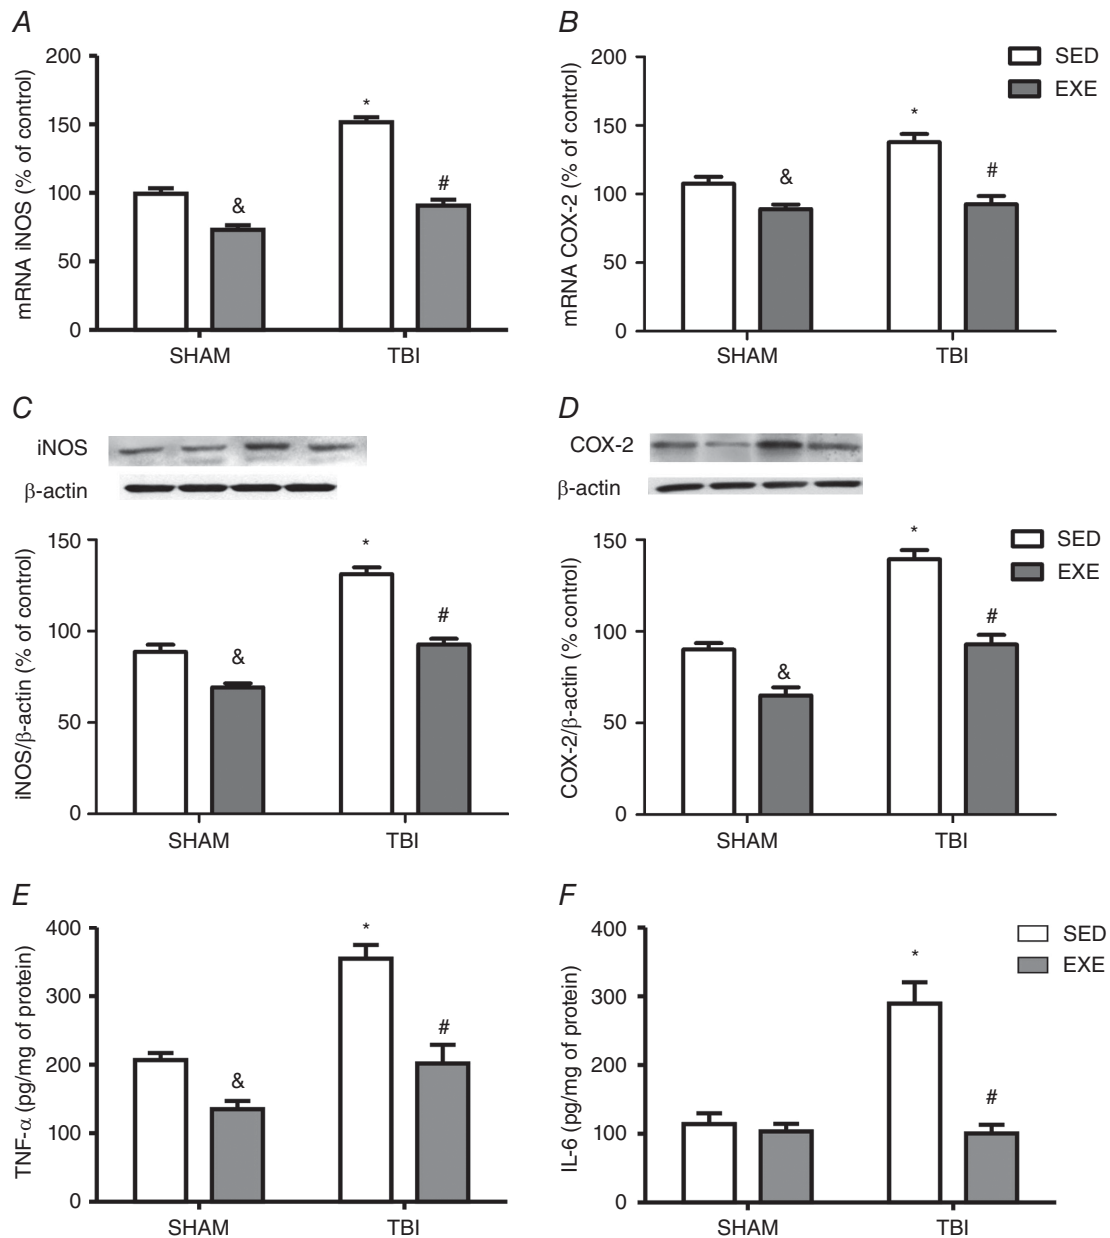 A
mRNA iNOS (% of control)
200
150
100
50
0
*
&
#
SHAM
TBI
B
mRNA COX-2 (% of control)
200
150
100
50
0
*
&
#
SHAM
TBI
SED
EXE
C
iNOS
β-actin
iNOS/β-actin (% of control)
150
100
50
0
*
&
#
SHAM
TBI
D
COX-2
β-actin
COX-2/β-actin (% control)
150
100
50
0
*
&
#
SHAM
TBI
SED
EXE
E
TNF-α (pg/mg of protein)
400
300
200
100
0
*
&
#
SHAM
TBI
F
IL-6 (pg/mg of protein)
400
300
200
100
0
*
#
SHAM
TBI
SED
EXE